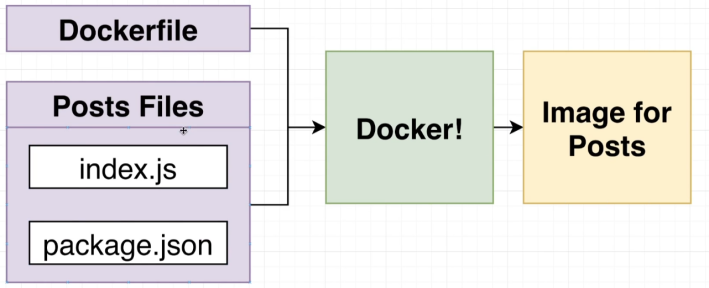 Dockerfile
Posts Files
index.js
package.json
Docker!
Image for
Posts